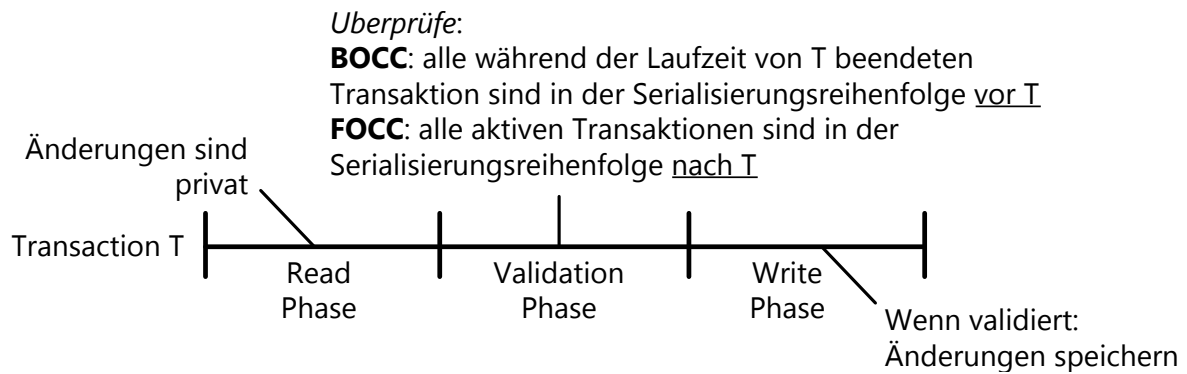 Uberprüfe:
BOCC: alle während der Laufzeit von T beendeten
Transaktion sind in der Serialisierungsreihenfolge vor T
FOCC: alle aktiven Transaktionen sind in der
Serialisierungsreihenfolge nach T
Änderungen sind
privat
Transaction T
Read
Phase
Validation
Phase
Write
Phase
Wenn validiert:
Änderungen speichern